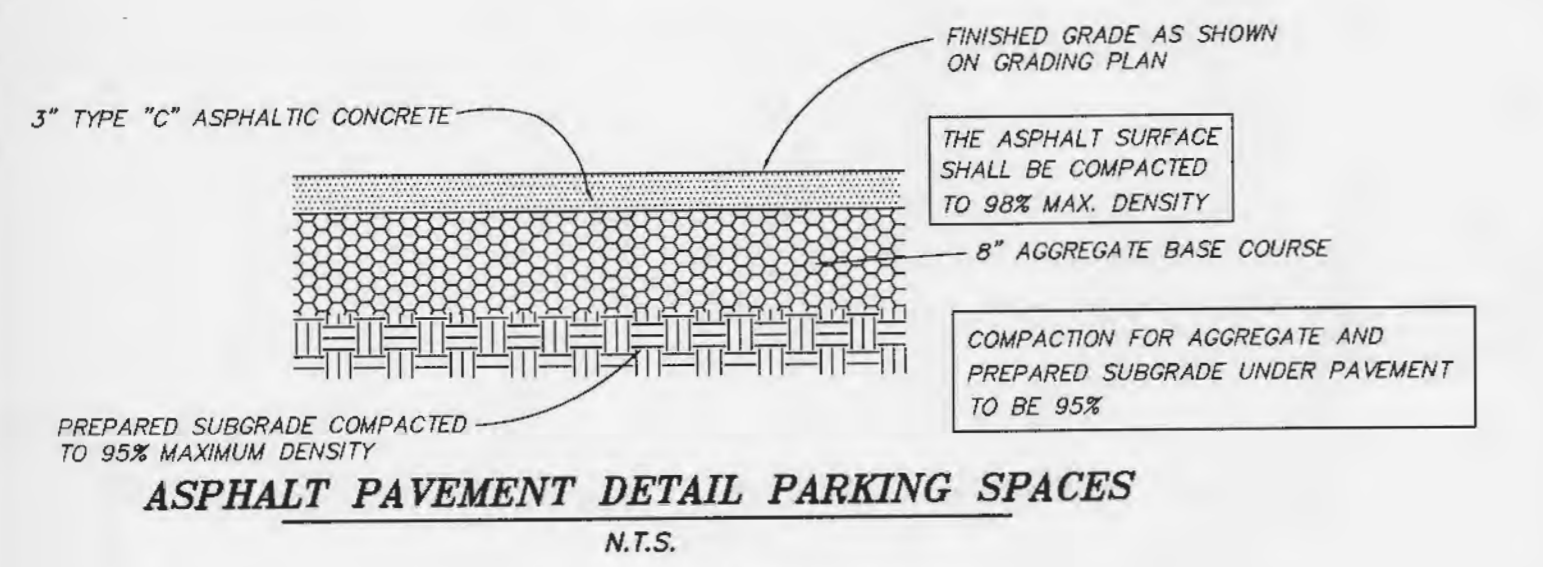 FINISHED GRADE AS SHOWN
ON GRADING PLAN
3" TYPE "C" ASPHALTIC CONCRETE
THE ASPHALT SURFACE
SHALL BE COMPACTED
TO 98% MAX. DENSITY
8" AGGREGATE BASE COURSE
COMPACTION FOR AGGREGATE AND
PREPARED SUBGRADE UNDER PAVEMENT
TO BE 95%
PREPARED SUBGRADE COMPACTED
TO 95% MAXIMUM DENSITY
ASPHALT PAVEMENT DETAIL PARKING SPACES
N.T.S.